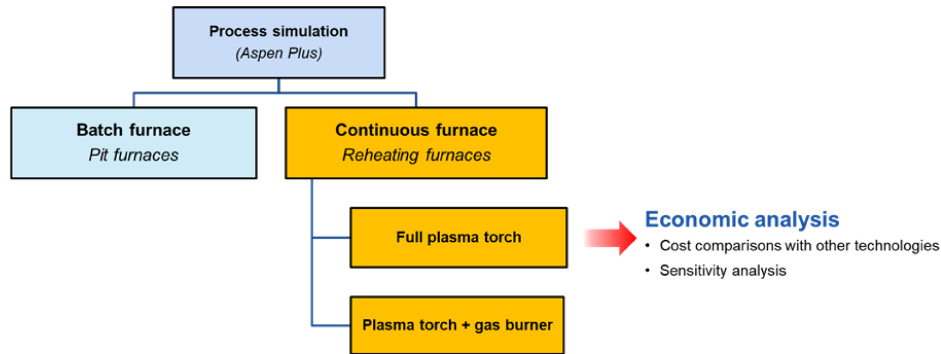 Process simulation
(Aspen Plus)
Batch furnace
Pit furnaces
Continuous furnace
Reheating furnaces
Full plasma torch
Economic analysis
• Cost comparisons with other technologies
• Sensitivity analysis
Plasma torch + gas burner